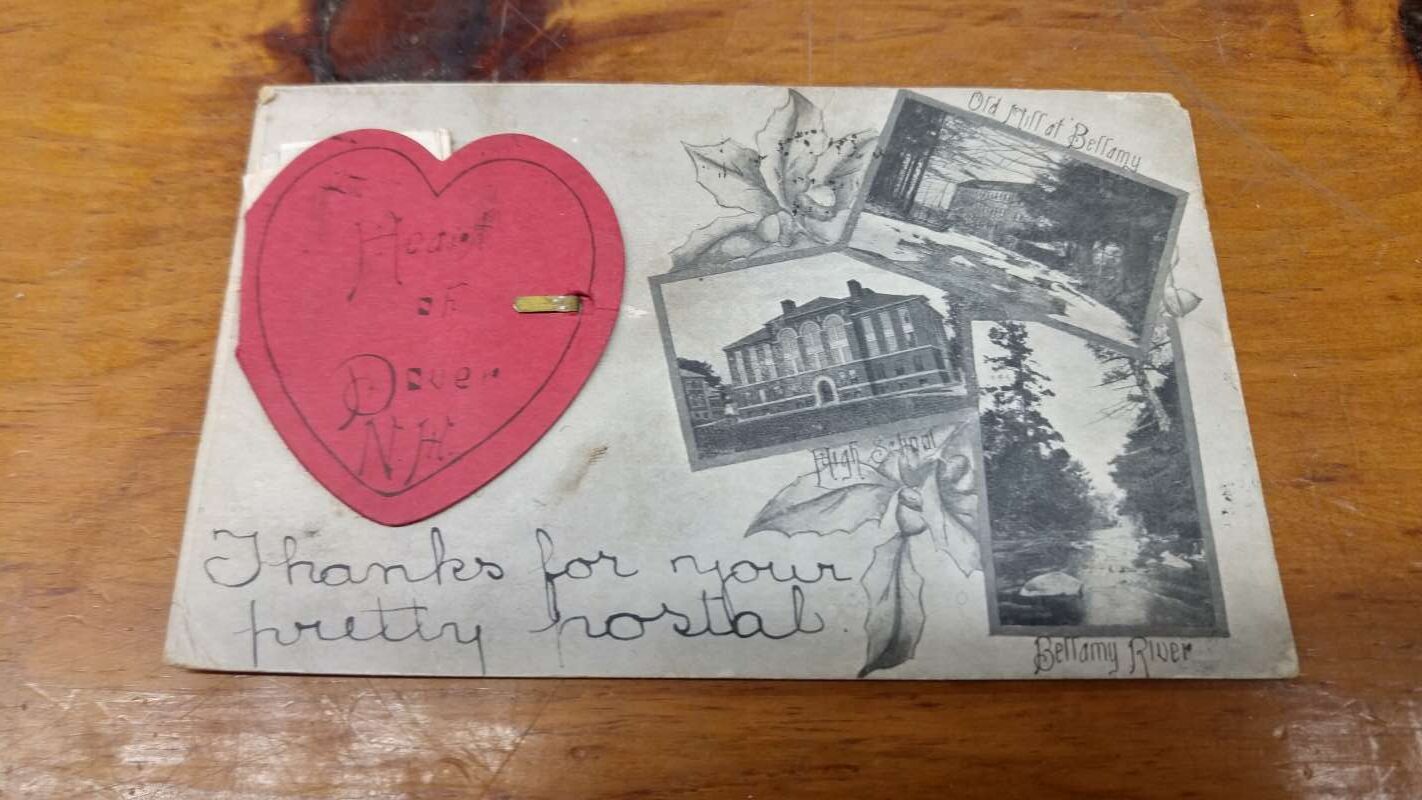 Heart
of
Dover
N.H.
Thanks for your
pretty postal.
Old Mill at Bellamy
High School
Bellamy River